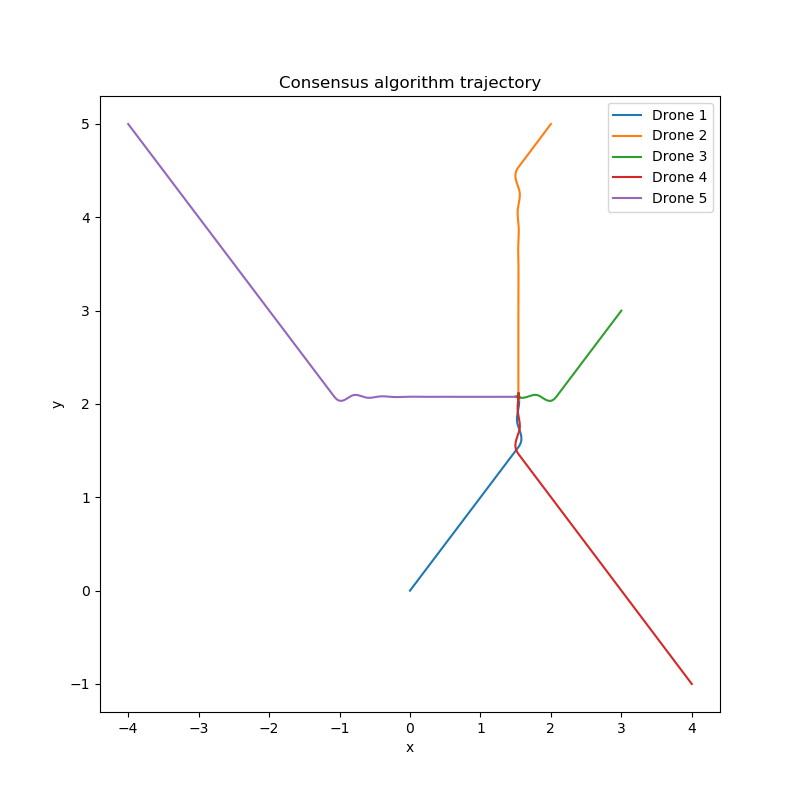 Consensus algorithm trajectory
Drone 1
Drone 2
Drone 3
Drone 4
Drone 5
5
4
3
2
1
0
−1
y
−4 −3 −2 −1 0 1 2 3 4
x